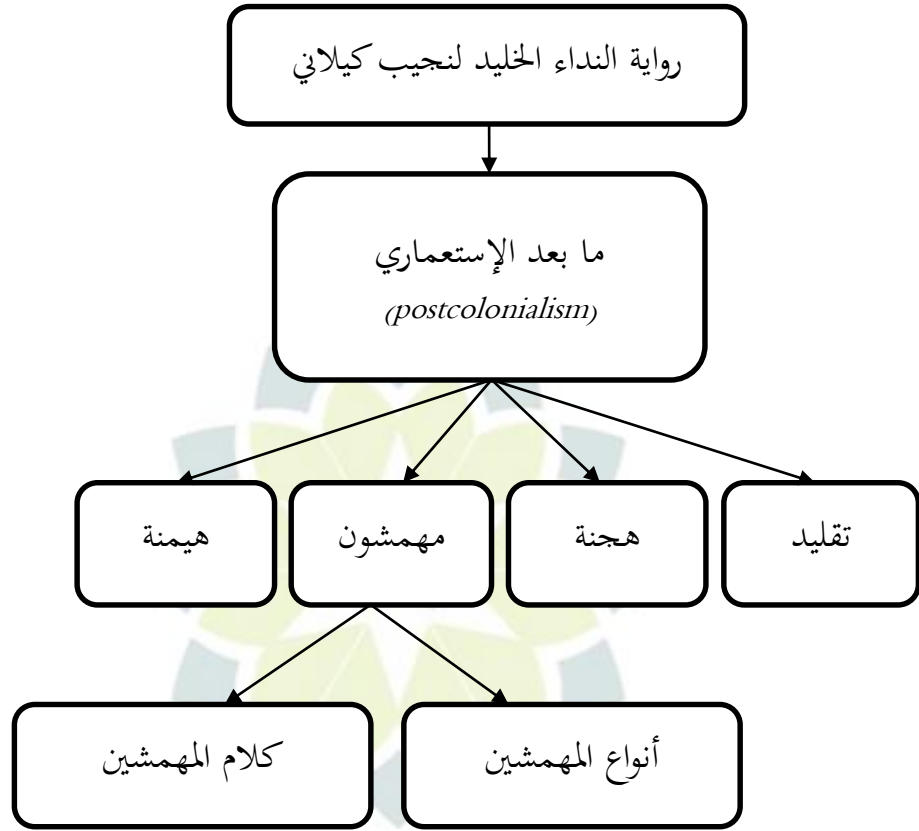 رواية النداء الخليد لنجيب كيلاني
ما بعد الإستعماري
(postcolonialism)
تقليد
هجنة
مهمشون
هيمنة
أنواع المهمشين
كلام المهمشين